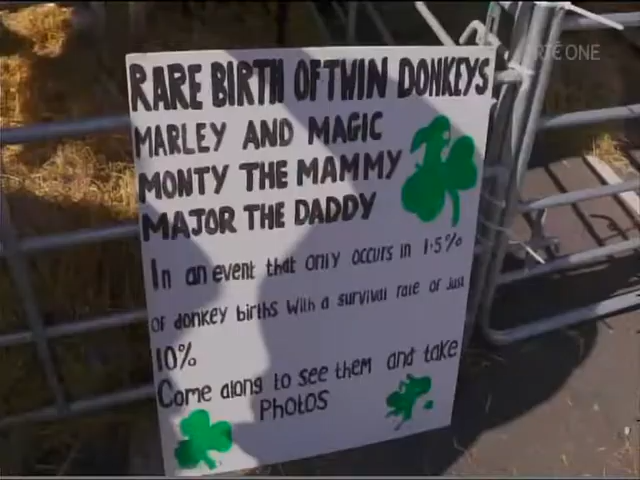 RTÉ ONE
RARE BIRTH OF TWIN DONKEYS
MARLEY AND MAGIC
MONTY THE MAMMY
MAJOR THE DADDY
In an event that only occurs in 1.5%
of donkey births with a survival rate of Just
10%
Come along to see them and take
Photos